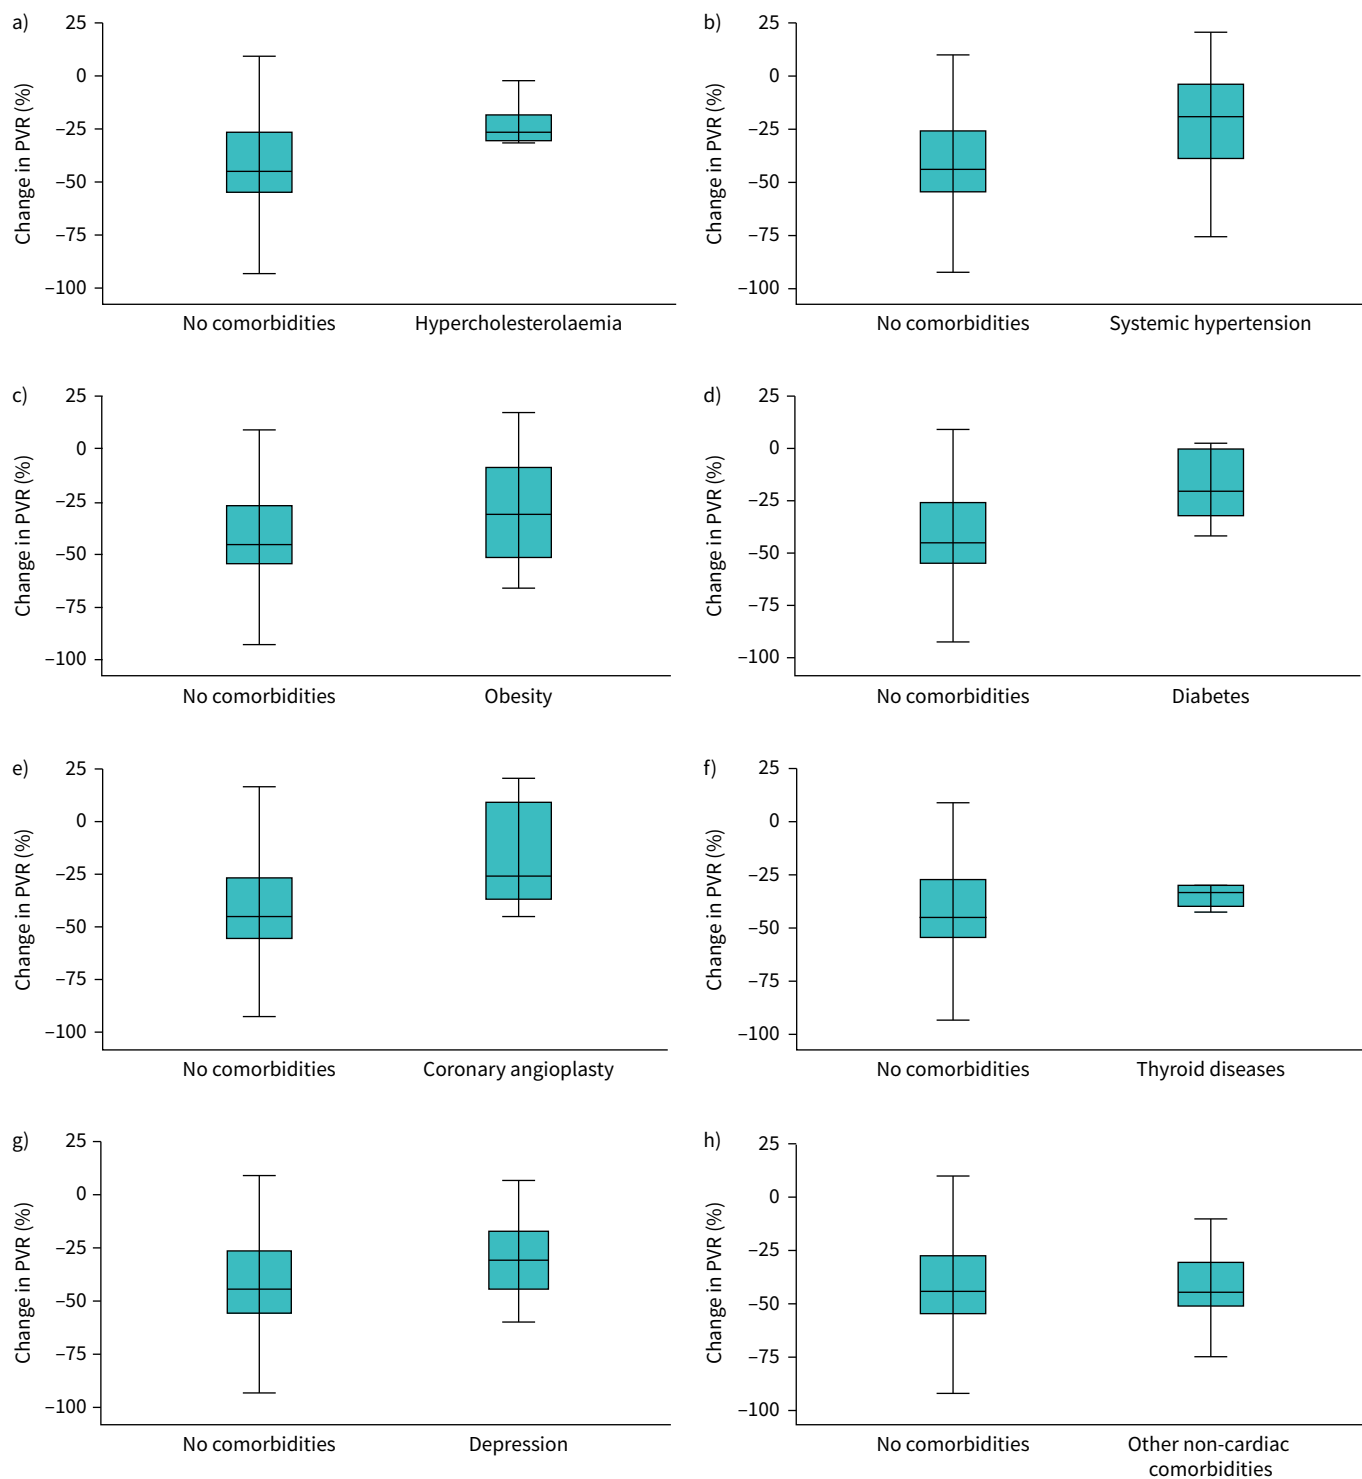 a)
Change in PVR (%)
25
0
–25
–50
–75
–100
No comorbidities
Hypercholesterolaemia
b)
Change in PVR (%)
25
0
–25
–50
–75
–100
No comorbidities
Systemic hypertension
c)
Change in PVR (%)
25
0
–25
–50
–75
–100
No comorbidities
Obesity
d)
Change in PVR (%)
25
0
–25
–50
–75
–100
No comorbidities
Diabetes
e)
Change in PVR (%)
25
0
–25
–50
–75
–100
No comorbidities
Coronary angioplasty
f)
Change in PVR (%)
25
0
–25
–50
–75
–100
No comorbidities
Thyroid diseases
g)
Change in PVR (%)
25
0
–25
–50
–75
–100
No comorbidities
Depression
h)
Change in PVR (%)
25
0
–25
–50
–75
–100
No comorbidities
Other non-cardiac
comorbidities